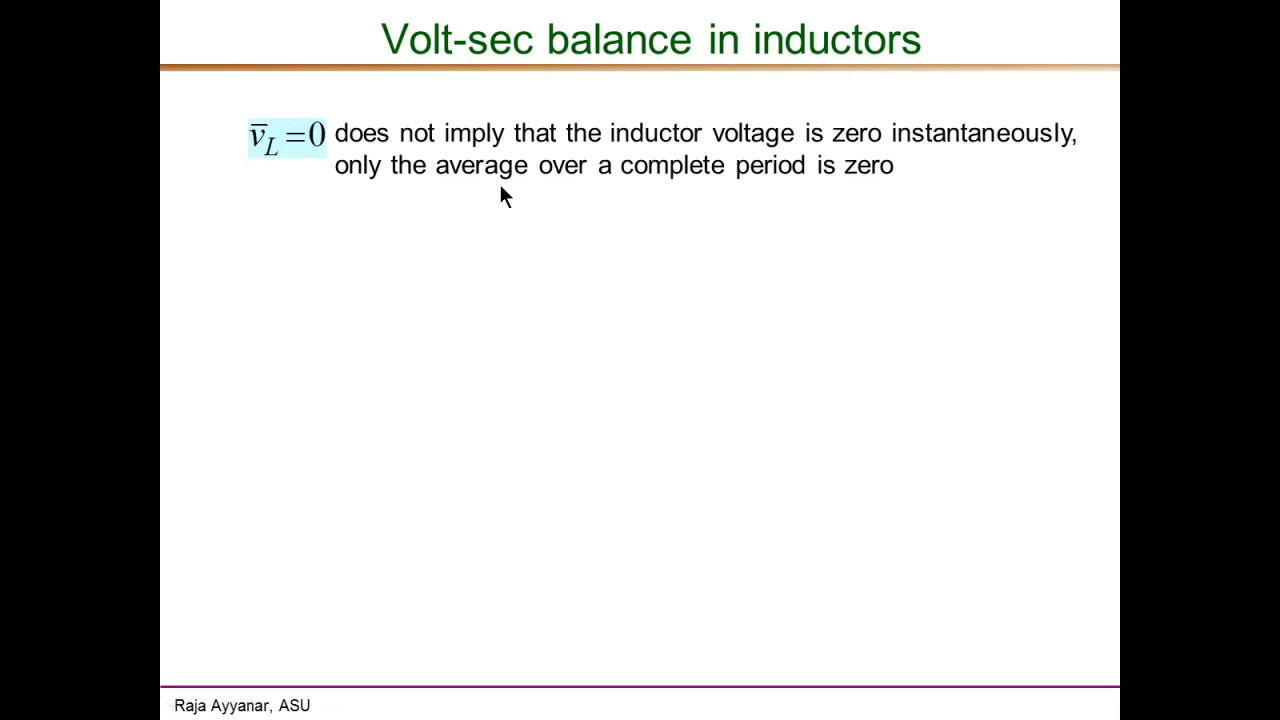 Volt-sec balance in inductors
v̅_L = 0 does not imply that the inductor voltage is zero instantaneously,
only the average over a complete period is zero
Raja Ayyanar, ASU